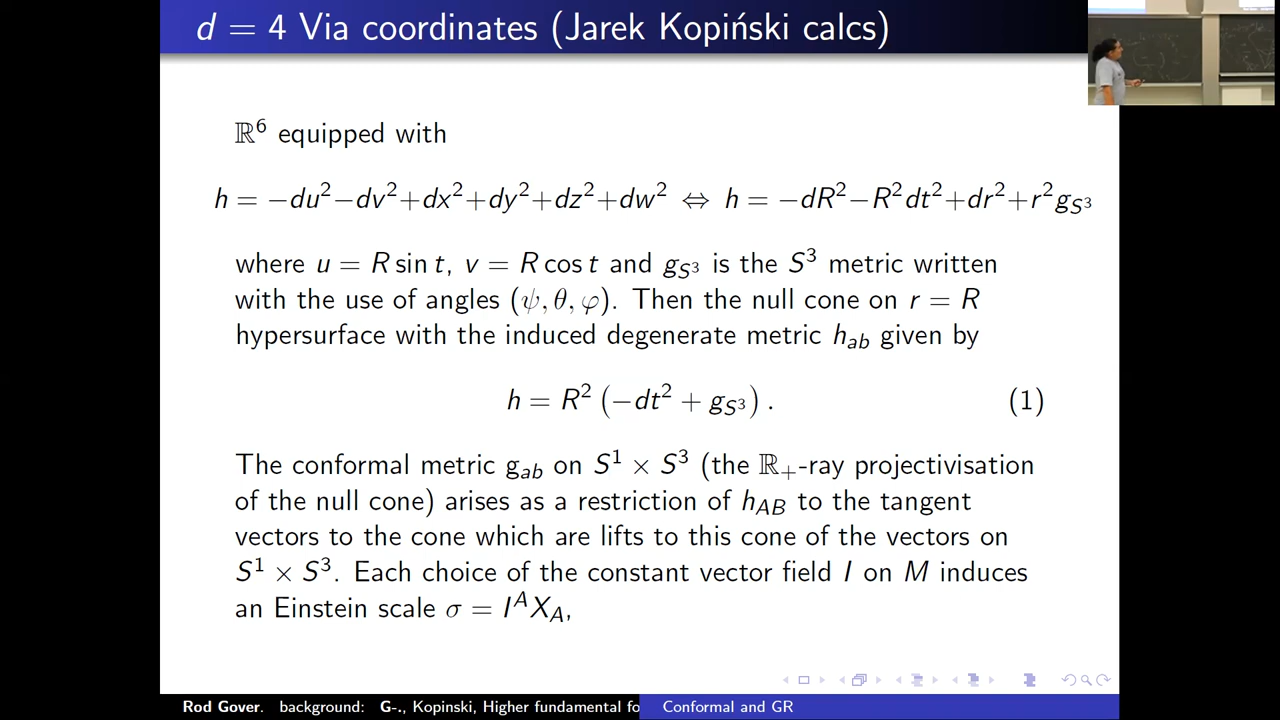 d = 4 Via coordinates (Jarek Kopiński calcs)
ℝ⁶ equipped with
h = −du²−dv²+dx²+dy²+dz²+dw² ⇔ h = −dR²−R²dt²+dr²+r²g_{S³}
where u = R sin t, v = R cos t and g_{S³} is the S³ metric written
with the use of angles (ψ, θ, φ). Then the null cone on r = R
hypersurface with the induced degenerate metric h_{ab} given by
h = R² (−dt² + g_{S³}) . (1)
The conformal metric g_{ab} on S¹ × S³ (the ℝ₊-ray projectivisation
of the null cone) arises as a restriction of h_{AB} to the tangent
vectors to the cone which are lifts to this cone of the vectors on
S¹ × S³. Each choice of the constant vector field I on M induces
an Einstein scale σ = I^A X_A,
Rod Gover. background: G-., Kopinski, Higher fundamental fo Conformal and GR